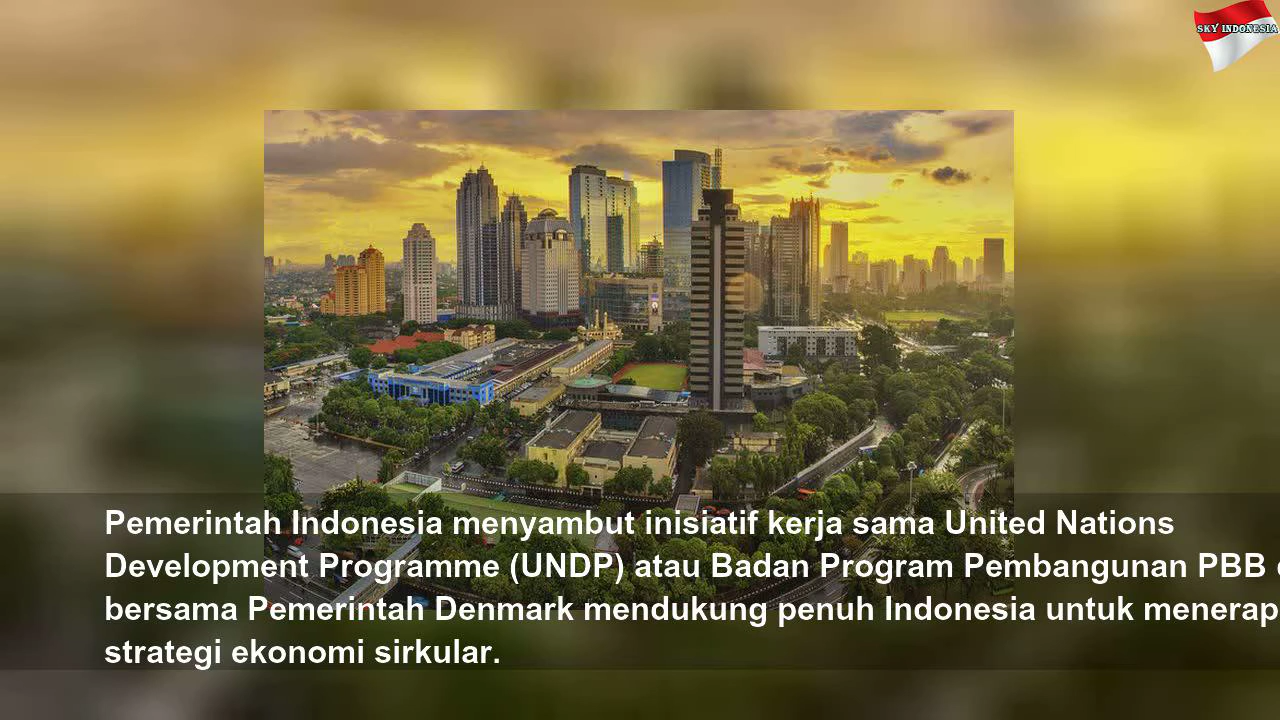 SKY INDONESIA
Pemerintah Indonesia menyambut inisiatif kerja sama United Nations
Development Programme (UNDP) atau Badan Program Pembangunan PBB
bersama Pemerintah Denmark mendukung penuh Indonesia untuk menerap
strategi ekonomi sirkular.